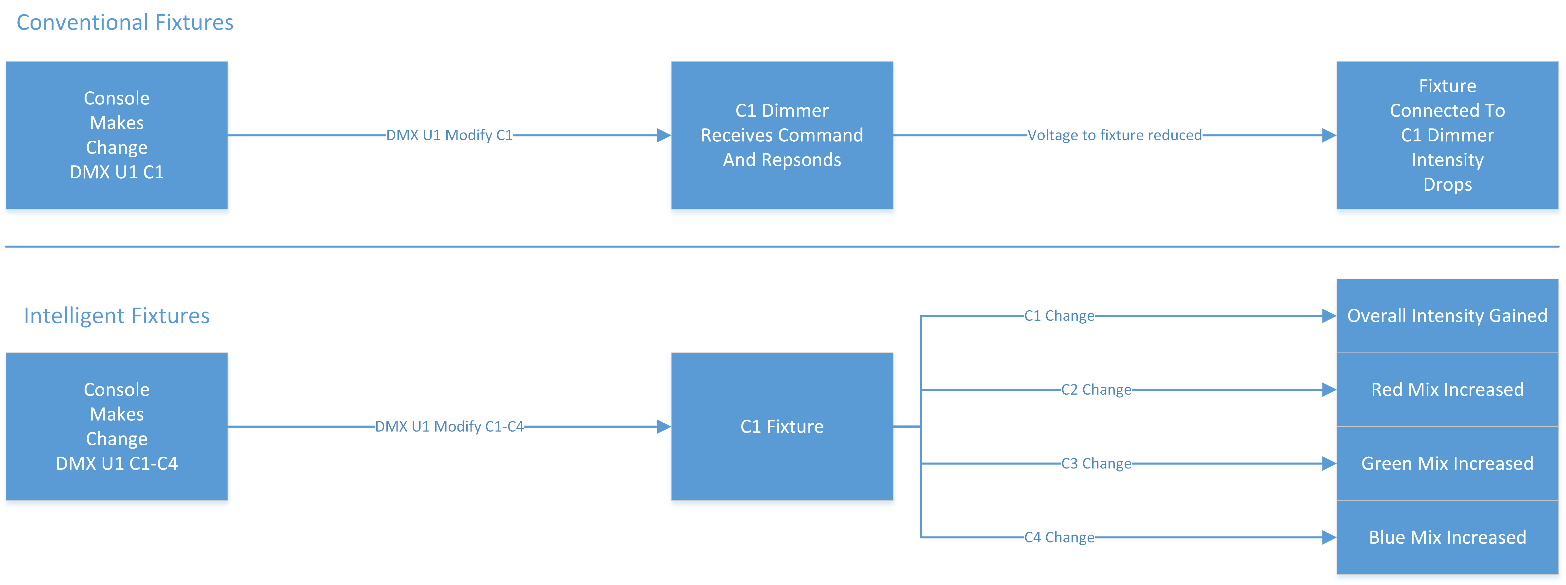 Conventional Fixtures
Console
Makes
Change
DMX U1 C1
DMX U1 Modify C1
C1 Dimmer
Receives Command
And Repsonds
Voltage to fixture reduced
Fixture
Connected To
C1 Dimmer
Intensity
Drops
Intelligent Fixtures
Console
Makes
Change
DMX U1 C1-C4
DMX U1 Modify C1-C4
C1 Fixture
C1 Change
Overall Intensity Gained
C2 Change
Red Mix Increased
C3 Change
Green Mix Increased
C4 Change
Blue Mix Increased